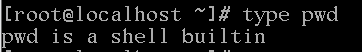 [root@localhost ~]# type pwd
pwd is a shell builtin